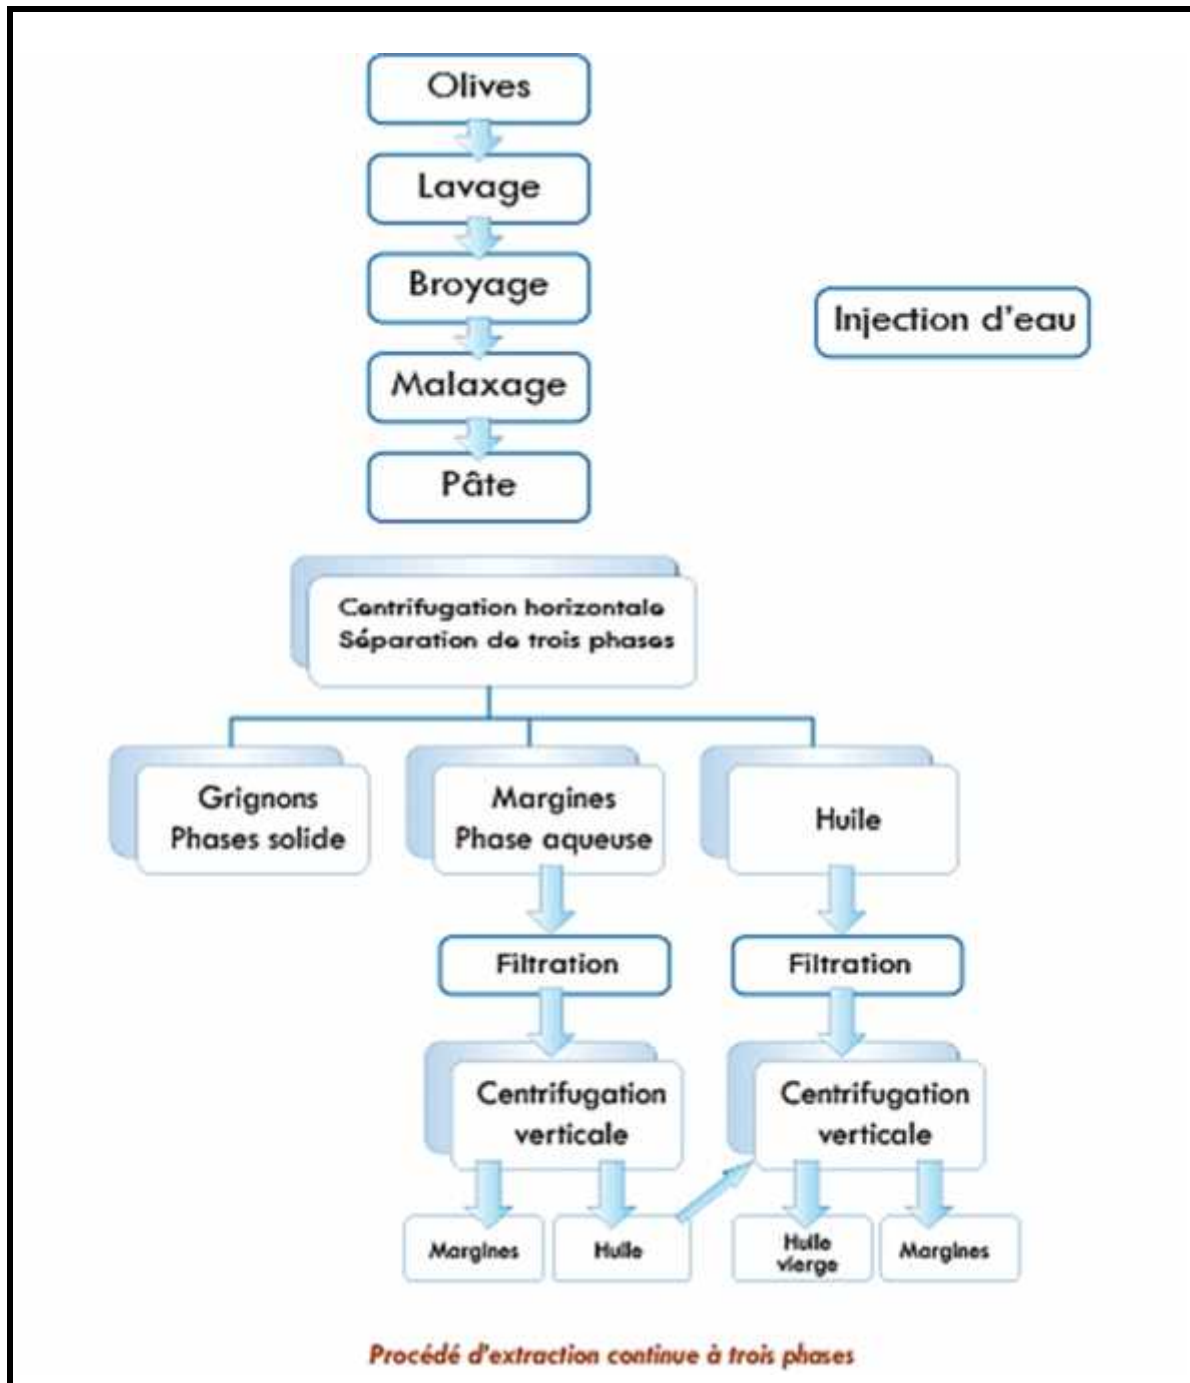 Olives
Lavage
Broyage
Injection d'eau
Malaxage
Pâte
Centrifugation horizontale
Séparation de trois phases
Grignons
Phases solide
Margines
Phase aqueuse
Huile
Filtration
Filtration
Centrifugation
verticale
Centrifugation
verticale
Margines
Huile
Huile
vierge
Margines
Procédé d'extraction continue à trois phases